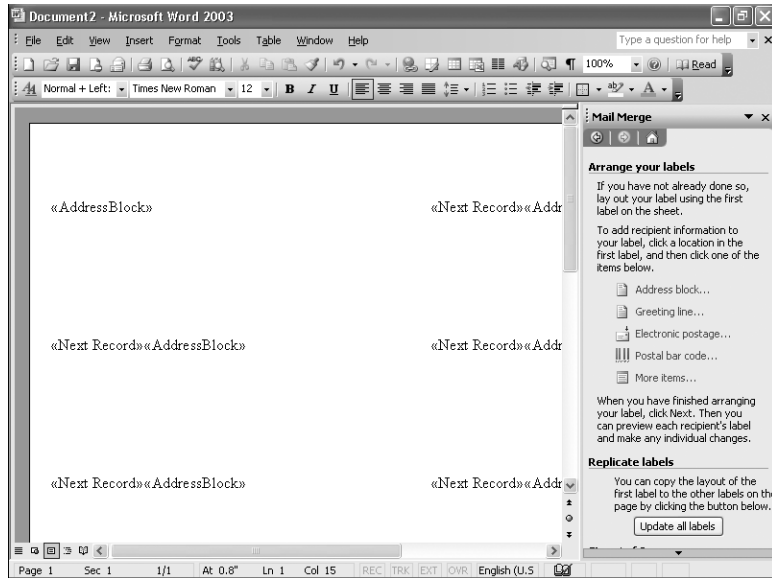 Document2 - Microsoft Word 2003
File Edit View Insert Format Tools Table Window Help Type a question for help
100% Read
Normal + Left: Times New Roman 12 B I U
Mail Merge
Arrange your labels
If you have not already done so,
lay out your label using the first
label on the sheet.
«AddressBlock» «Next Record»«Addr
To add recipient information to
your label, click a location in the
first label, and then click one of the
items below.
Address block...
Greeting line...
Electronic postage...
«Next Record»«AddressBlock» «Next Record»«Addr
Postal bar code...
More items...
When you have finished arranging
your label, click Next. Then you
can preview each recipient's label
and make any individual changes.
Replicate labels
«Next Record»«AddressBlock» «Next Record»«Addr
You can copy the layout of the
first label to the other labels on the
page by clicking the button below.
Update all labels
Page 1 Sec 1 1/1 At 0.8" Ln 1 Col 15 REC TRK EXT OVR English (U.S